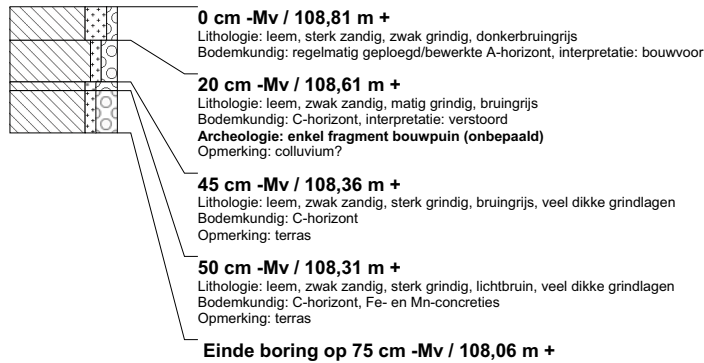 0 cm -Mv / 108,81 m +
Lithologie: leem, sterk zandig, zwak grindig, donkerbruingrijs
Bodemkundig: regelmatig geploegd/bewerkte A-horizont, interpretatie: bouwvoor
20 cm -Mv / 108,61 m +
Lithologie: leem, zwak zandig, matig grindig, bruingrijs
Bodemkundig: C-horizont, interpretatie: verstoord
Archeologie: enkel fragment bouwpuin (onbepaald)
Opmerking: colluvium?
45 cm -Mv / 108,36 m +
Lithologie: leem, zwak zandig, sterk grindig, bruingrijs, veel dikke grindlagen
Bodemkundig: C-horizont
Opmerking: terras
50 cm -Mv / 108,31 m +
Lithologie: leem, zwak zandig, sterk grindig, lichtbruin, veel dikke grindlagen
Bodemkundig: C-horizont, Fe- en Mn-concreties
Opmerking: terras
Einde boring op 75 cm -Mv / 108,06 m +